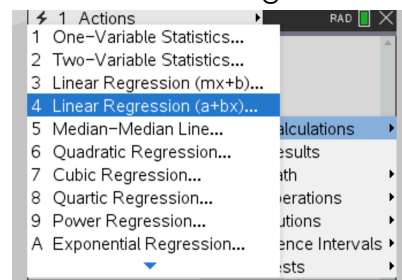 1 Actions
RAD
1 One-Variable Statistics...
2 Two-Variable Statistics...
3 Linear Regression (mx+b)...
4 Linear Regression (a+bx)...
5 Median-Median Line...
alculations
6 Quadratic Regression...
esults
7 Cubic Regression...
ath
8 Quartic Regression...
perations
9 Power Regression...
utions
A Exponential Regression...
ence Intervals
ests